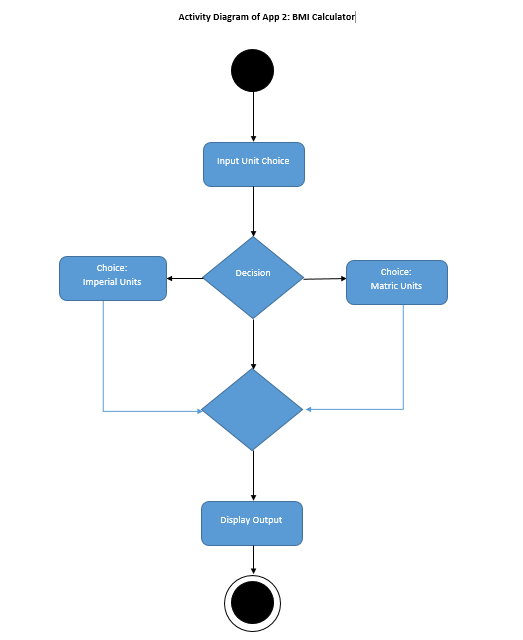 Activity Diagram of App 2: BMI Calculator
Input Unit Choice
Decision
Choice:
Imperial Units
Choice:
Matric Units
Display Output